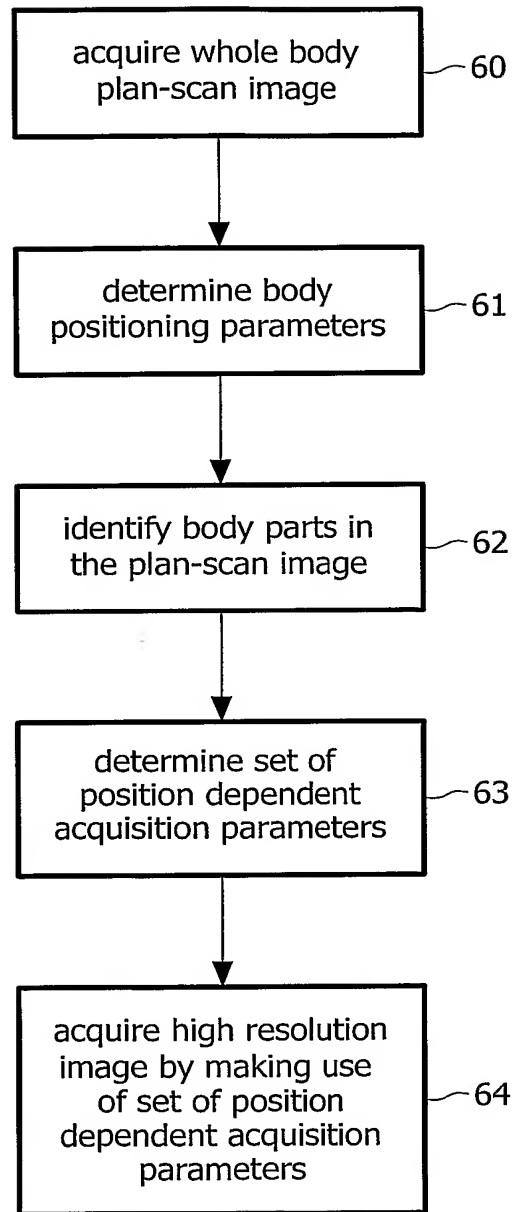 acquire whole body
plan-scan image
60
determine body
positioning parameters
61
identify body parts in
the plan-scan image
62
determine set of
position dependent
acquisition parameters
63
acquire high resolution
image by making use
of set of position
dependent acquisition
parameters
64